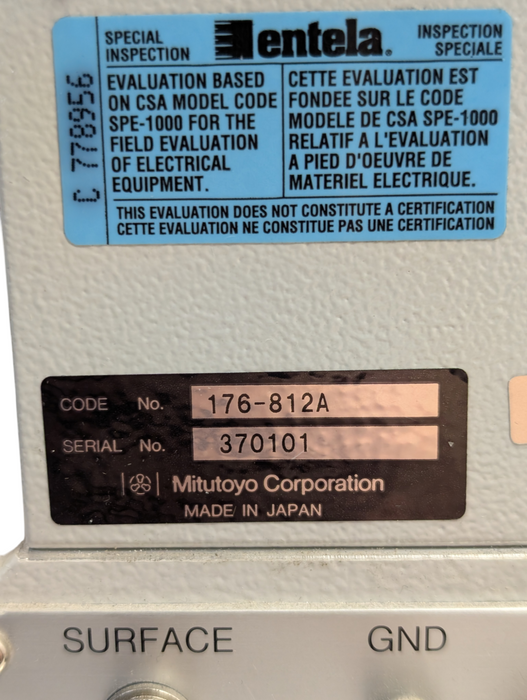 SPECIAL INSPECTION
entela.
INSPECTION SPECIALE
C 778956
EVALUATION BASED
ON CSA MODEL CODE
SPE-1000 FOR THE
FIELD EVALUATION
OF ELECTRICAL
EQUIPMENT.
CETTE EVALUATION EST
FONDEE SUR LE CODE
MODELE DE CSA SPE-1000
RELATIF A L'EVALUATION
A PIED D'OEUVRE DE
MATERIEL ELECTRIQUE.
THIS EVALUATION DOES NOT CONSTITUTE A CERTIFICATION
CETTE EVALUATION NE CONSTITUE PAS UNE CERTIFICATION
CODE No. 176-812A
SERIAL No. 370101
Mitutoyo Corporation
MADE IN JAPAN
SURFACE GND